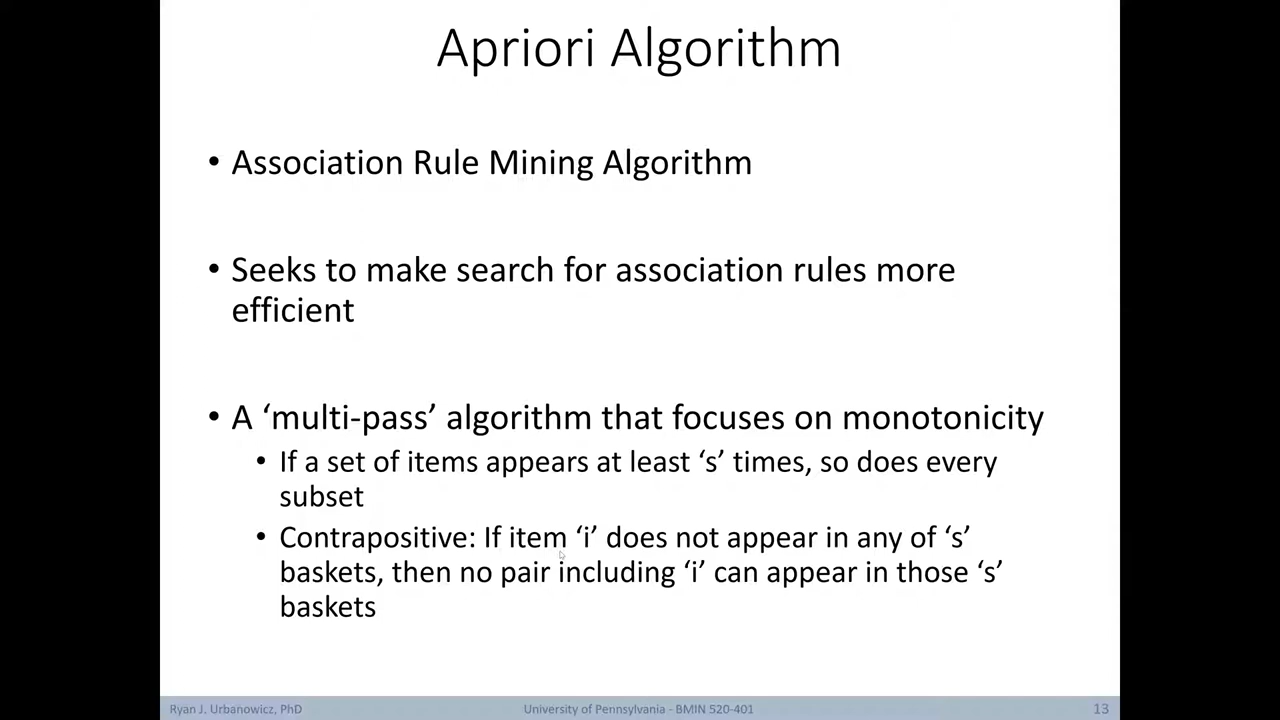 Apriori Algorithm
• Association Rule Mining Algorithm
• Seeks to make search for association rules more
efficient
• A ‘multi-pass’ algorithm that focuses on monotonicity
• If a set of items appears at least ‘s’ times, so does every
subset
• Contrapositive: If item ‘i’ does not appear in any of ‘s’
baskets, then no pair including ‘i’ can appear in those ‘s’
baskets
Ryan J. Urbanowicz, PhD
University of Pennsylvania - BMIN 520-401
13